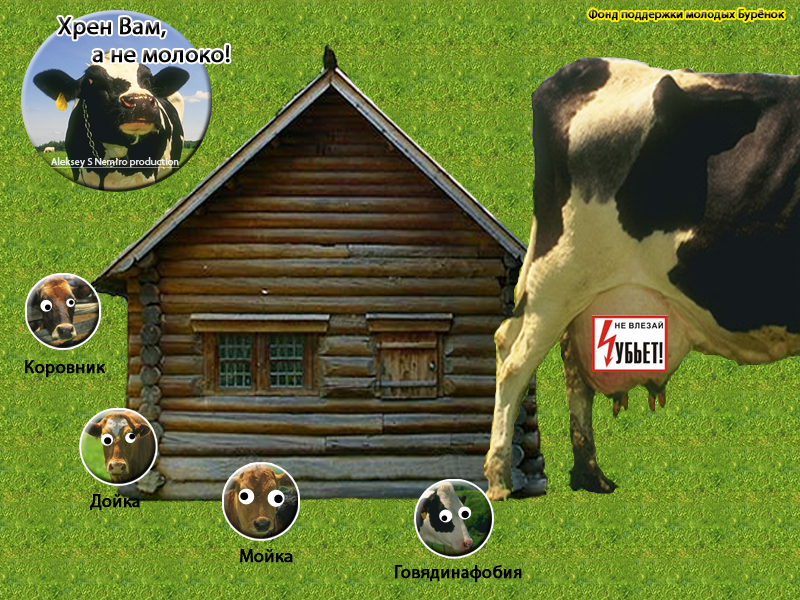 Хрен Вам,
а не молоко!
Aleksey S Nemiro production
Фонд поддержки молодых Бурёнок
НЕ ВЛЕЗАЙ
УБЬЕТ!
Коровник
Дойка
Мойка
Говядинафобия